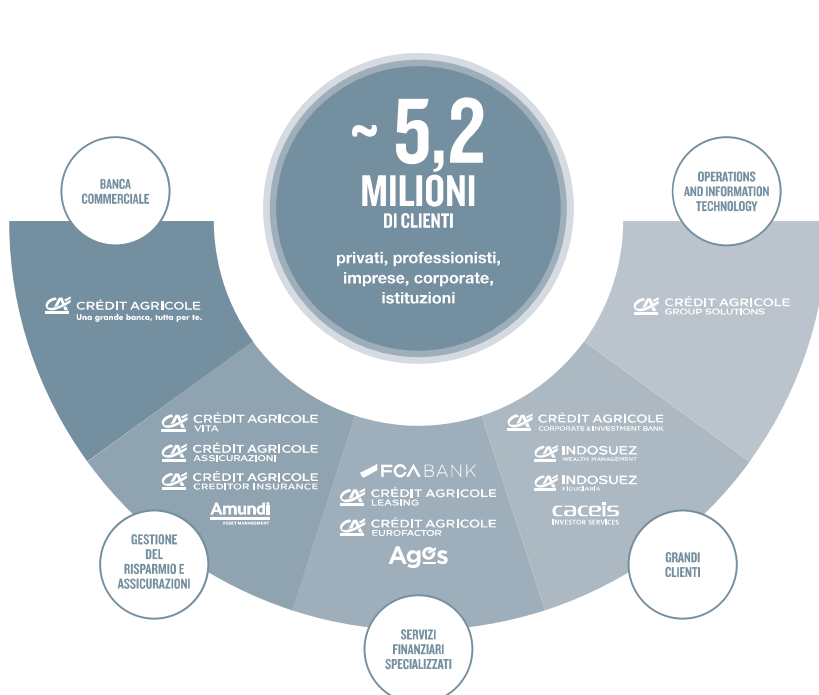 ~ 5,2
MILIONI
DI CLIENTI
privati, professionisti,
imprese, corporate,
istituzioni
BANCA
COMMERCIALE
CRÉDIT AGRICOLE
Una grande banca, tutta per te.
GESTIONE
DEL
RISPARMIO E
ASSICURAZIONI
CRÉDIT AGRICOLE
VITA
CRÉDIT AGRICOLE
ASSICURAZIONI
CRÉDIT AGRICOLE
CREDITOR INSURANCE
Amundi
ASSET MANAGEMENT
SERVIZI
FINANZIARI
SPECIALIZZATI
FCA BANK
CRÉDIT AGRICOLE
LEASING
CRÉDIT AGRICOLE
EUROFACTOR
Agos
GRANDI
CLIENTI
CRÉDIT AGRICOLE
CORPORATE & INVESTMENT BANK
INDOSUEZ
WEALTH MANAGEMENT
INDOSUEZ
FIDUCIARIA
caceis
INVESTOR SERVICES
OPERATIONS
AND INFORMATION
TECHNOLOGY
CRÉDIT AGRICOLE
GROUP SOLUTIONS